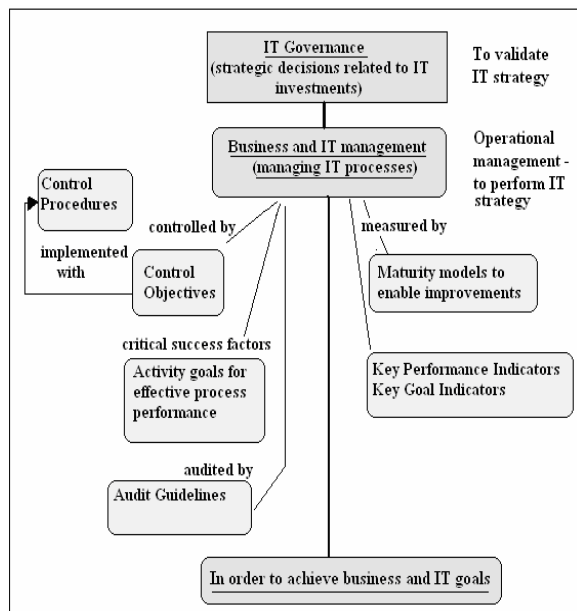 IT Governance
(strategic decisions related to IT
investments)
To validate
IT strategy
Business and IT management
(managing IT processes)
Operational
management -
to perform IT
strategy
Control
Procedures
controlled by
measured by
implemented
with
Control
Objectives
Maturity models to
enable improvements
critical success factors
Activity goals for
effective process
performance
Key Performance Indicators
Key Goal Indicators
audited by
Audit Guidelines
In order to achieve business and IT goals